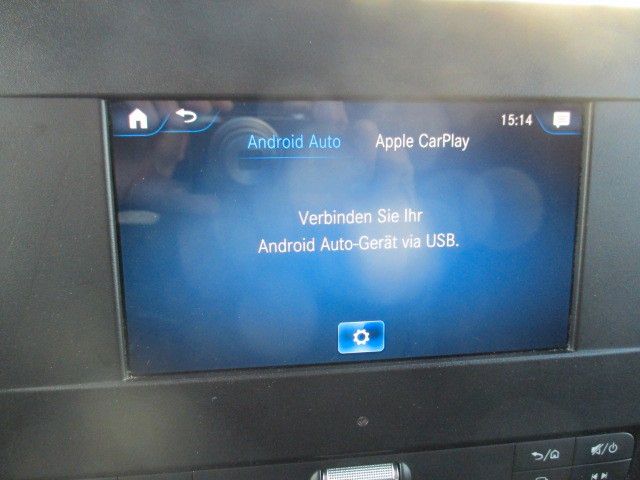 15:14
Android Auto Apple CarPlay
Verbinden Sie Ihr
Android Auto-Gerät via USB.